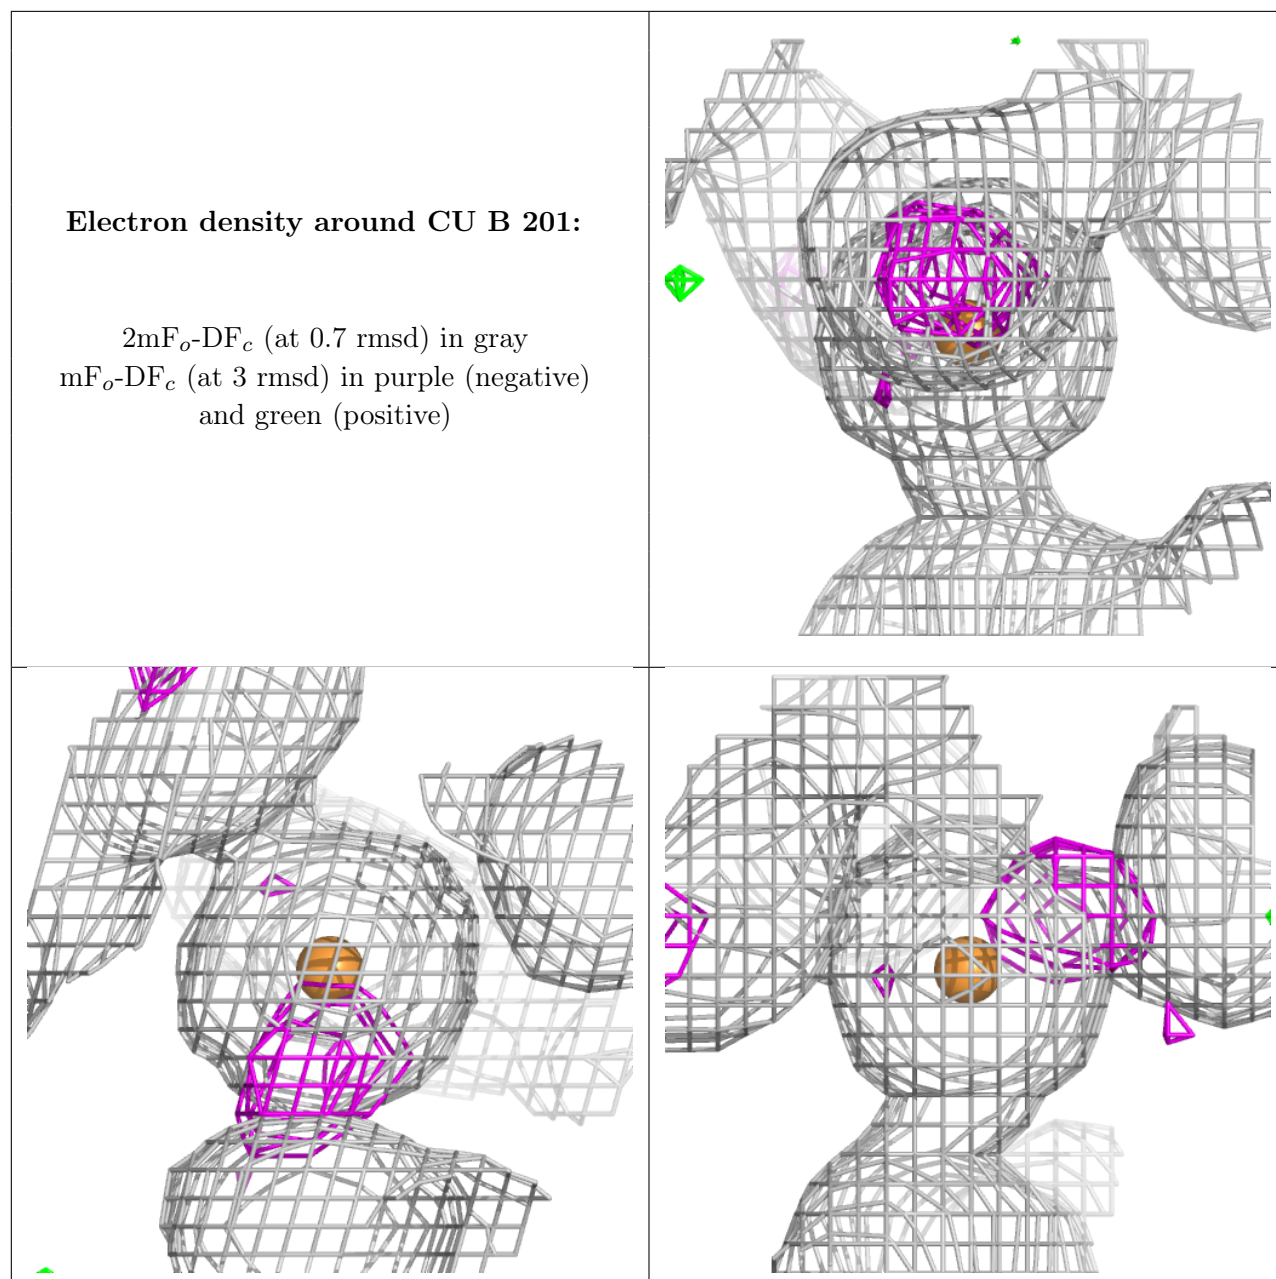 Electron density around CU B 201:
2mFo-DFc (at 0.7 rmsd) in gray
mFo-DFc (at 3 rmsd) in purple (negative)
and green (positive)